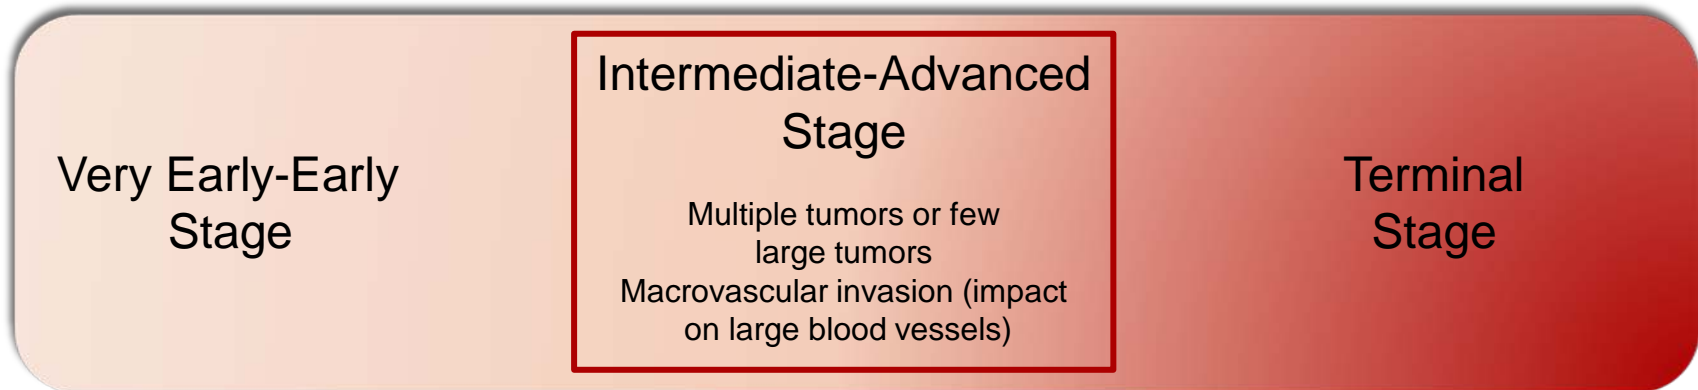 Very Early-Early
Stage
Intermediate-Advanced
Stage
Multiple tumors or few
large tumors
Macrovascular invasion (impact
on large blood vessels)
Terminal
Stage